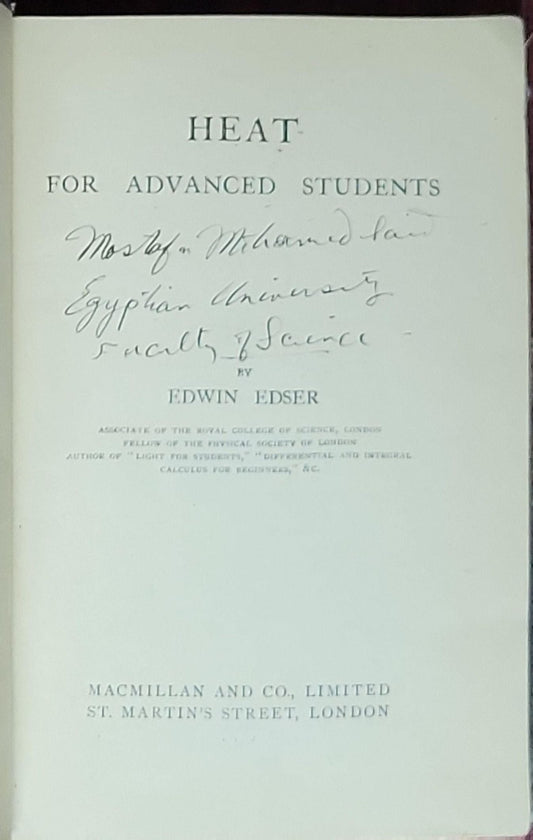 HEAT
FOR ADVANCED STUDENTS
Mostafa Mohamed Said
Egyptian University
Faculty of Science
BY
EDWIN EDSER
ASSOCIATE OF THE ROYAL COLLEGE OF SCIENCE, LONDON
FELLOW OF THE PHYSICAL SOCIETY OF LONDON
AUTHOR OF "LIGHT FOR STUDENTS," "DIFFERENTIAL AND INTEGRAL
CALCULUS FOR BEGINNERS," &C.
MACMILLAN AND CO., LIMITED
ST. MARTIN'S STREET, LONDON